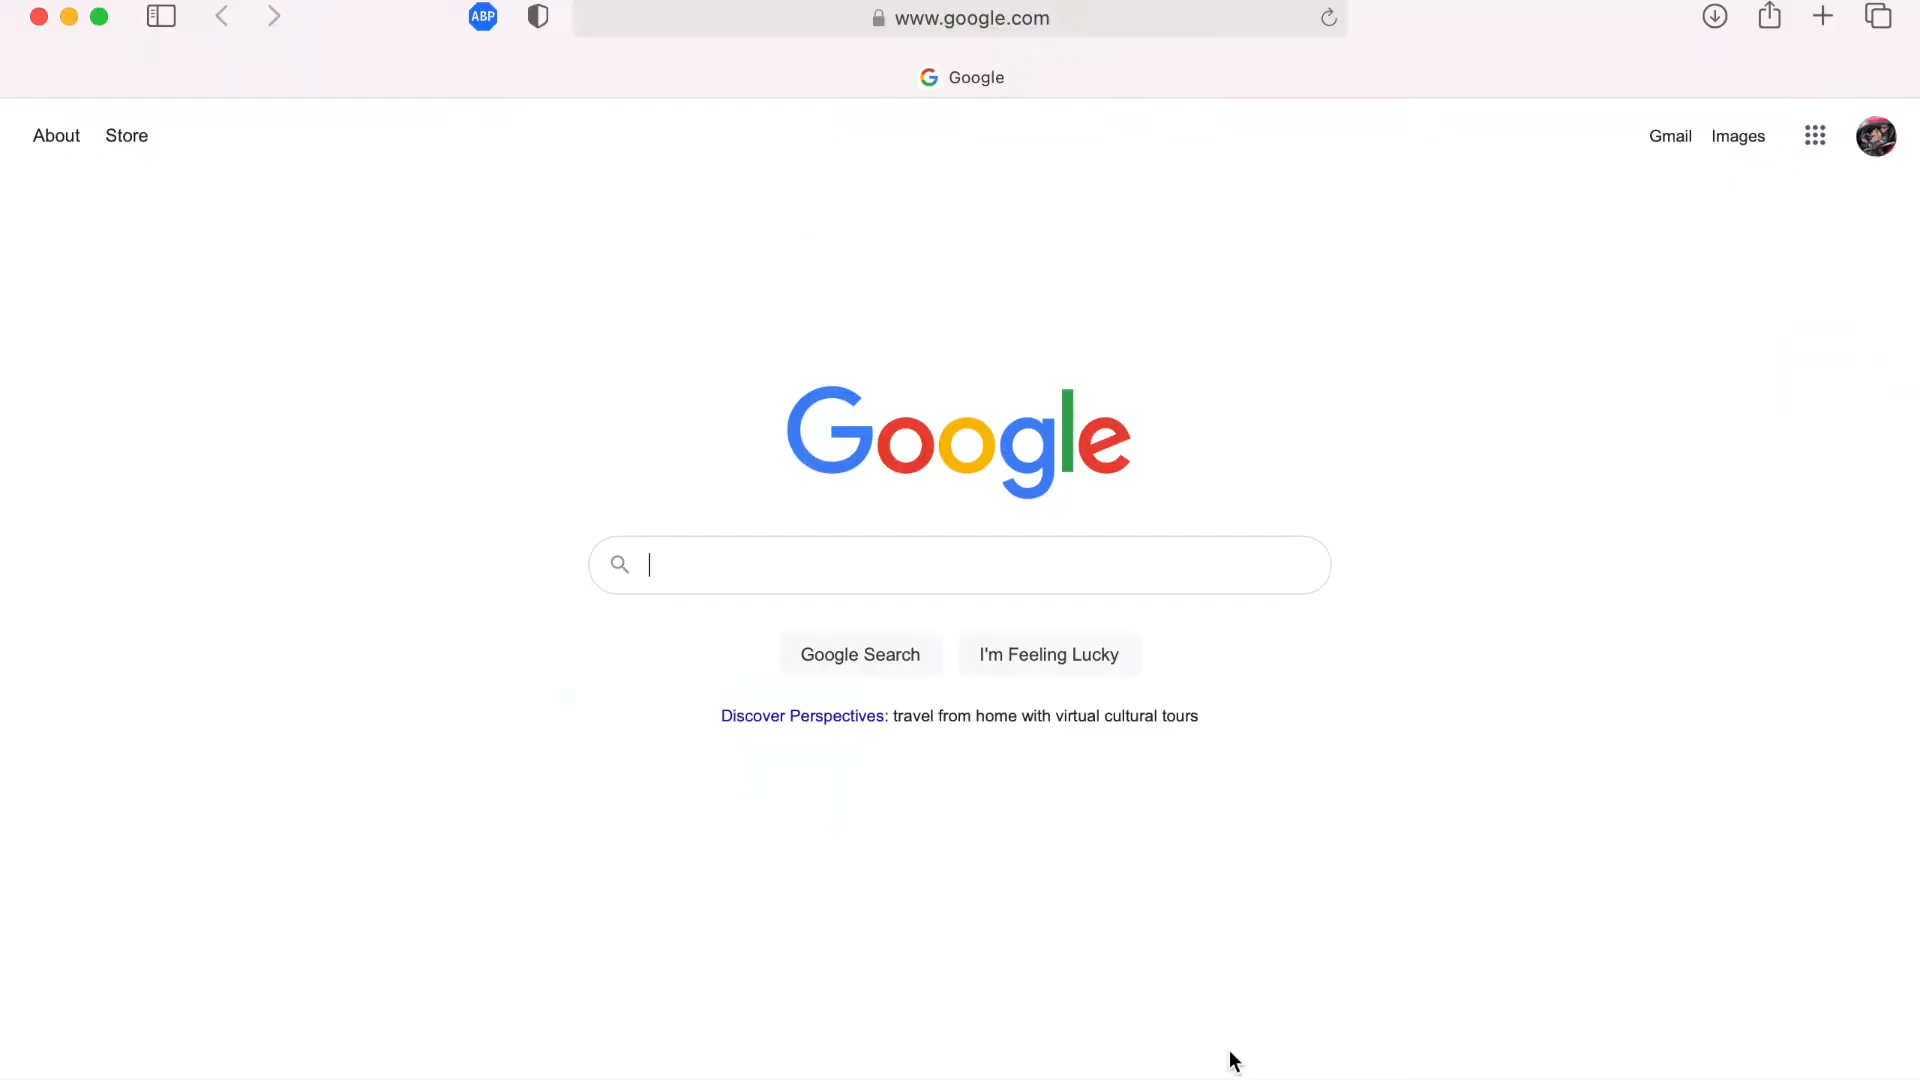 ABP
www.google.com
Google
About Store
Gmail Images
Google
Google Search I'm Feeling Lucky
Discover Perspectives: travel from home with virtual cultural tours